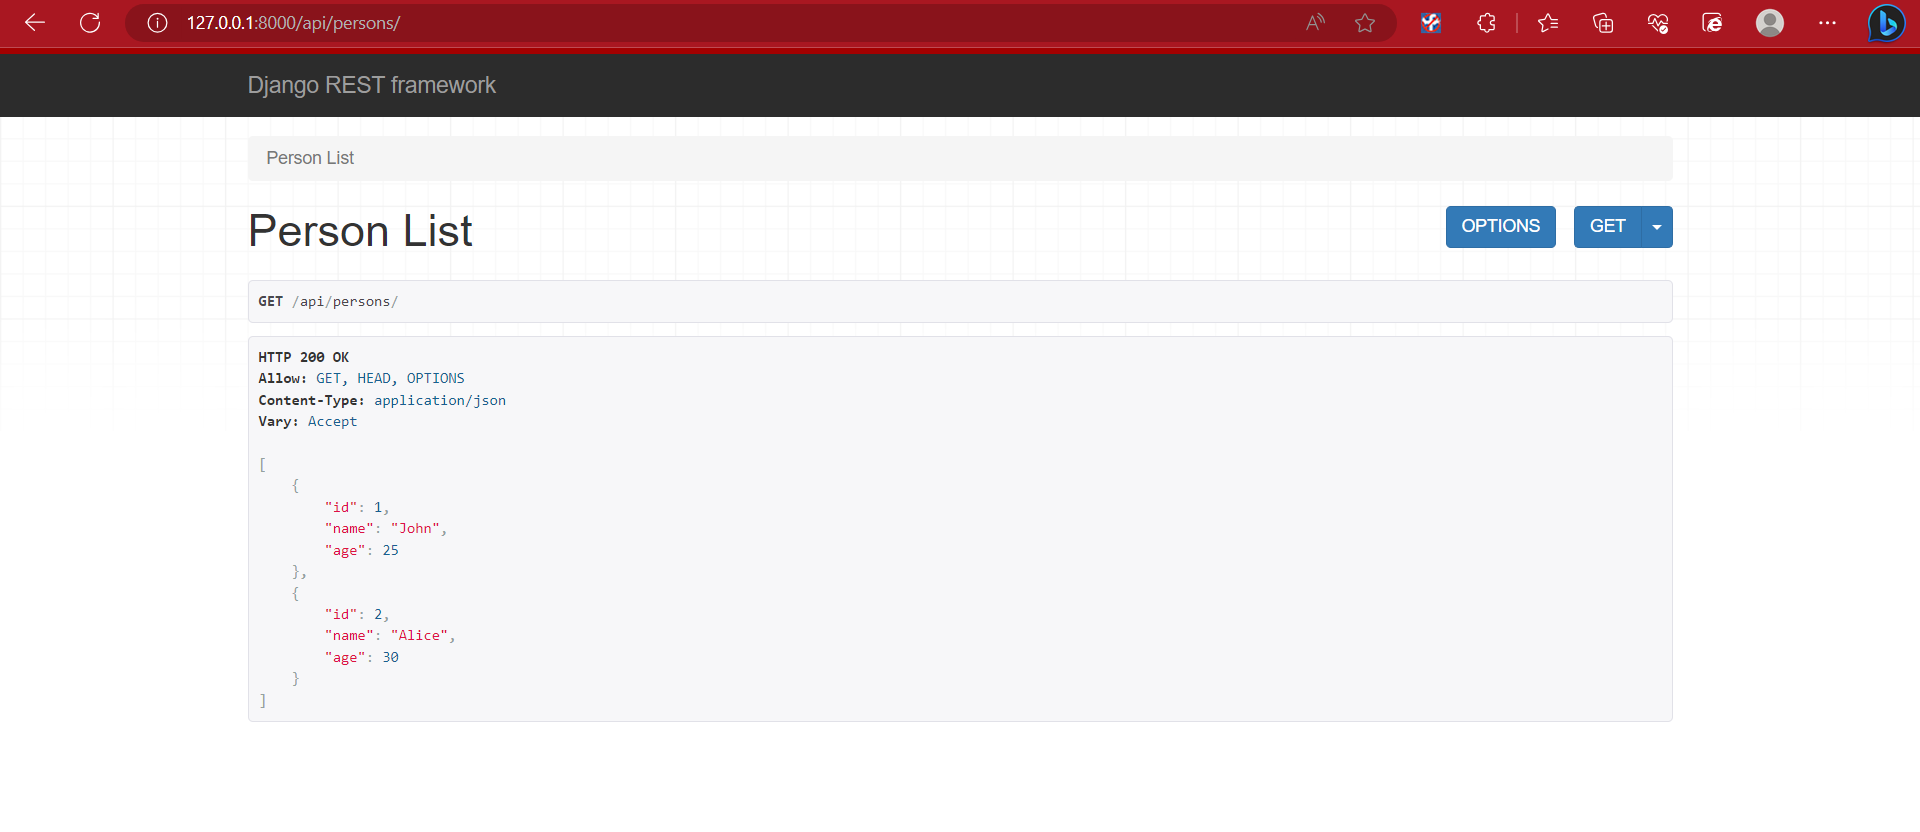 127.0.0.1:8000/api/persons/
Django REST framework
Person List
Person List
OPTIONS
GET
GET /api/persons/
HTTP 200 OK
Allow: GET, HEAD, OPTIONS
Content-Type: application/json
Vary: Accept
[
    {
        "id": 1,
        "name": "John",
        "age": 25
    },
    {
        "id": 2,
        "name": "Alice",
        "age": 30
    }
]